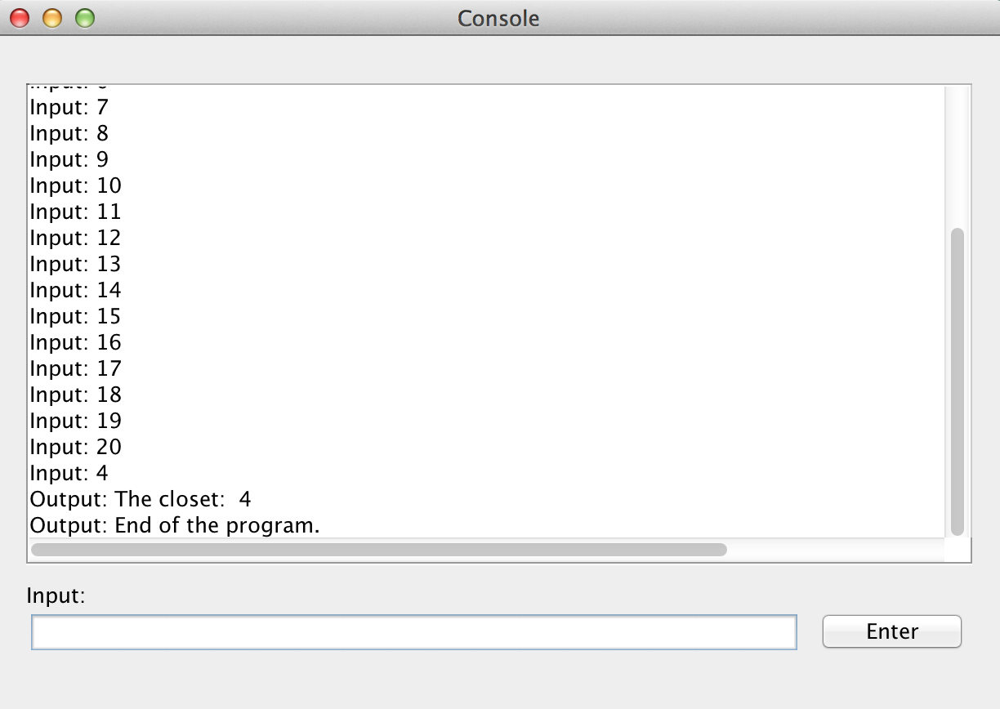 Console
Input: 7
Input: 8
Input: 9
Input: 10
Input: 11
Input: 12
Input: 13
Input: 14
Input: 15
Input: 16
Input: 17
Input: 18
Input: 19
Input: 20
Input: 4
Output: The closet:  4
Output: End of the program.
Input:
Enter